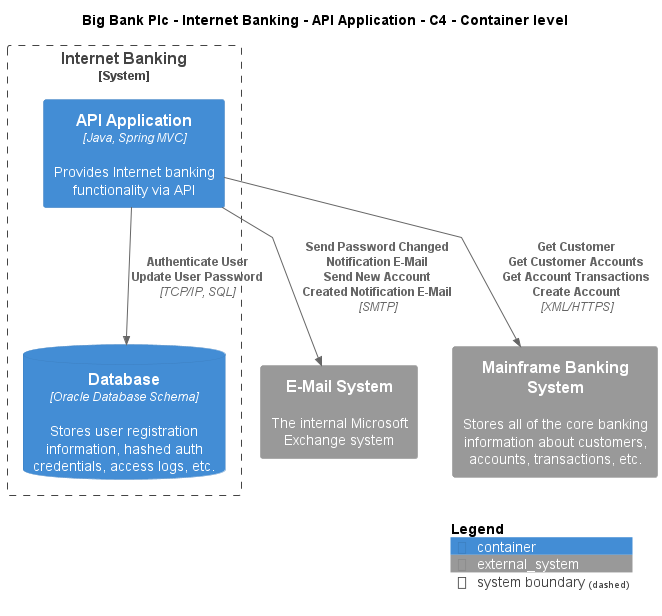 Big Bank Plc - Internet Banking - API Application - C4 - Container level
Internet Banking
[System]
API Application
[Java, Spring MVC]
Provides Internet banking
functionality via API
Authenticate User
Update User Password
[TCP/IP, SQL]
Send Password Changed
Notification E-Mail
Send New Account
Created Notification E-Mail
[SMTP]
Get Customer
Get Customer Accounts
Get Account Transactions
Create Account
[XML/HTTPS]
Database
[Oracle Database Schema]
Stores user registration
information, hashed auth
credentials, access logs, etc.
E-Mail System
The internal Microsoft
Exchange system
Mainframe Banking
System
Stores all of the core banking
information about customers,
accounts, transactions, etc.
Legend
container
external_system
system boundary (dashed)